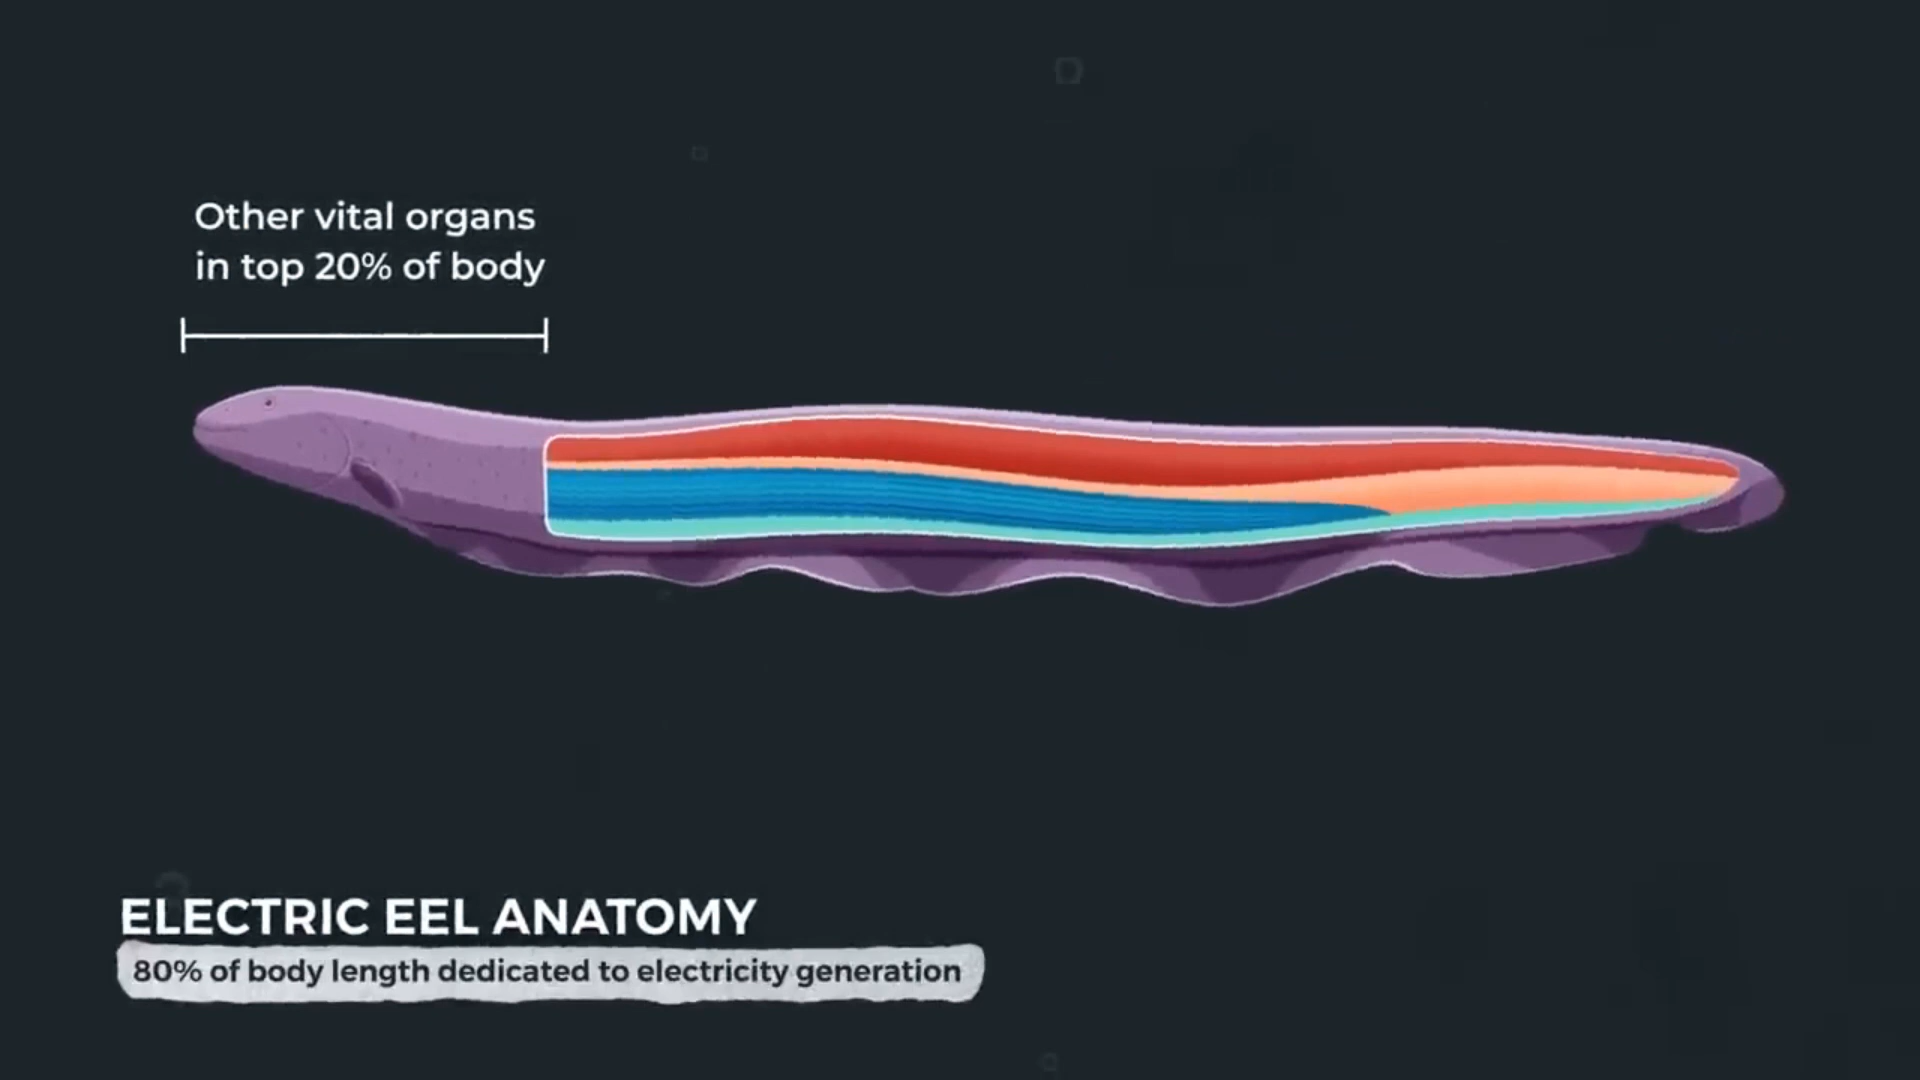 Other vital organs
in top 20% of body
ELECTRIC EEL ANATOMY
80% of body length dedicated to electricity generation